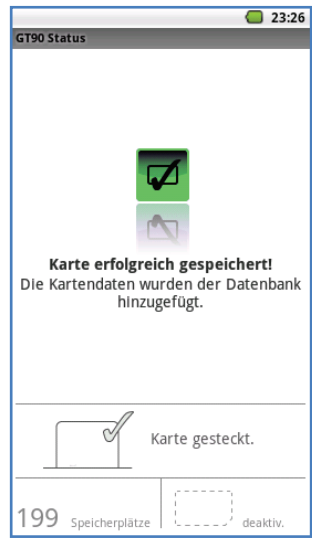 23:26
GT90 Status
Karte erfolgreich gespeichert!
Die Kartendaten wurden der Datenbank
hinzugefügt.
Karte gesteckt.
199 Speicherplätze
deaktiv.